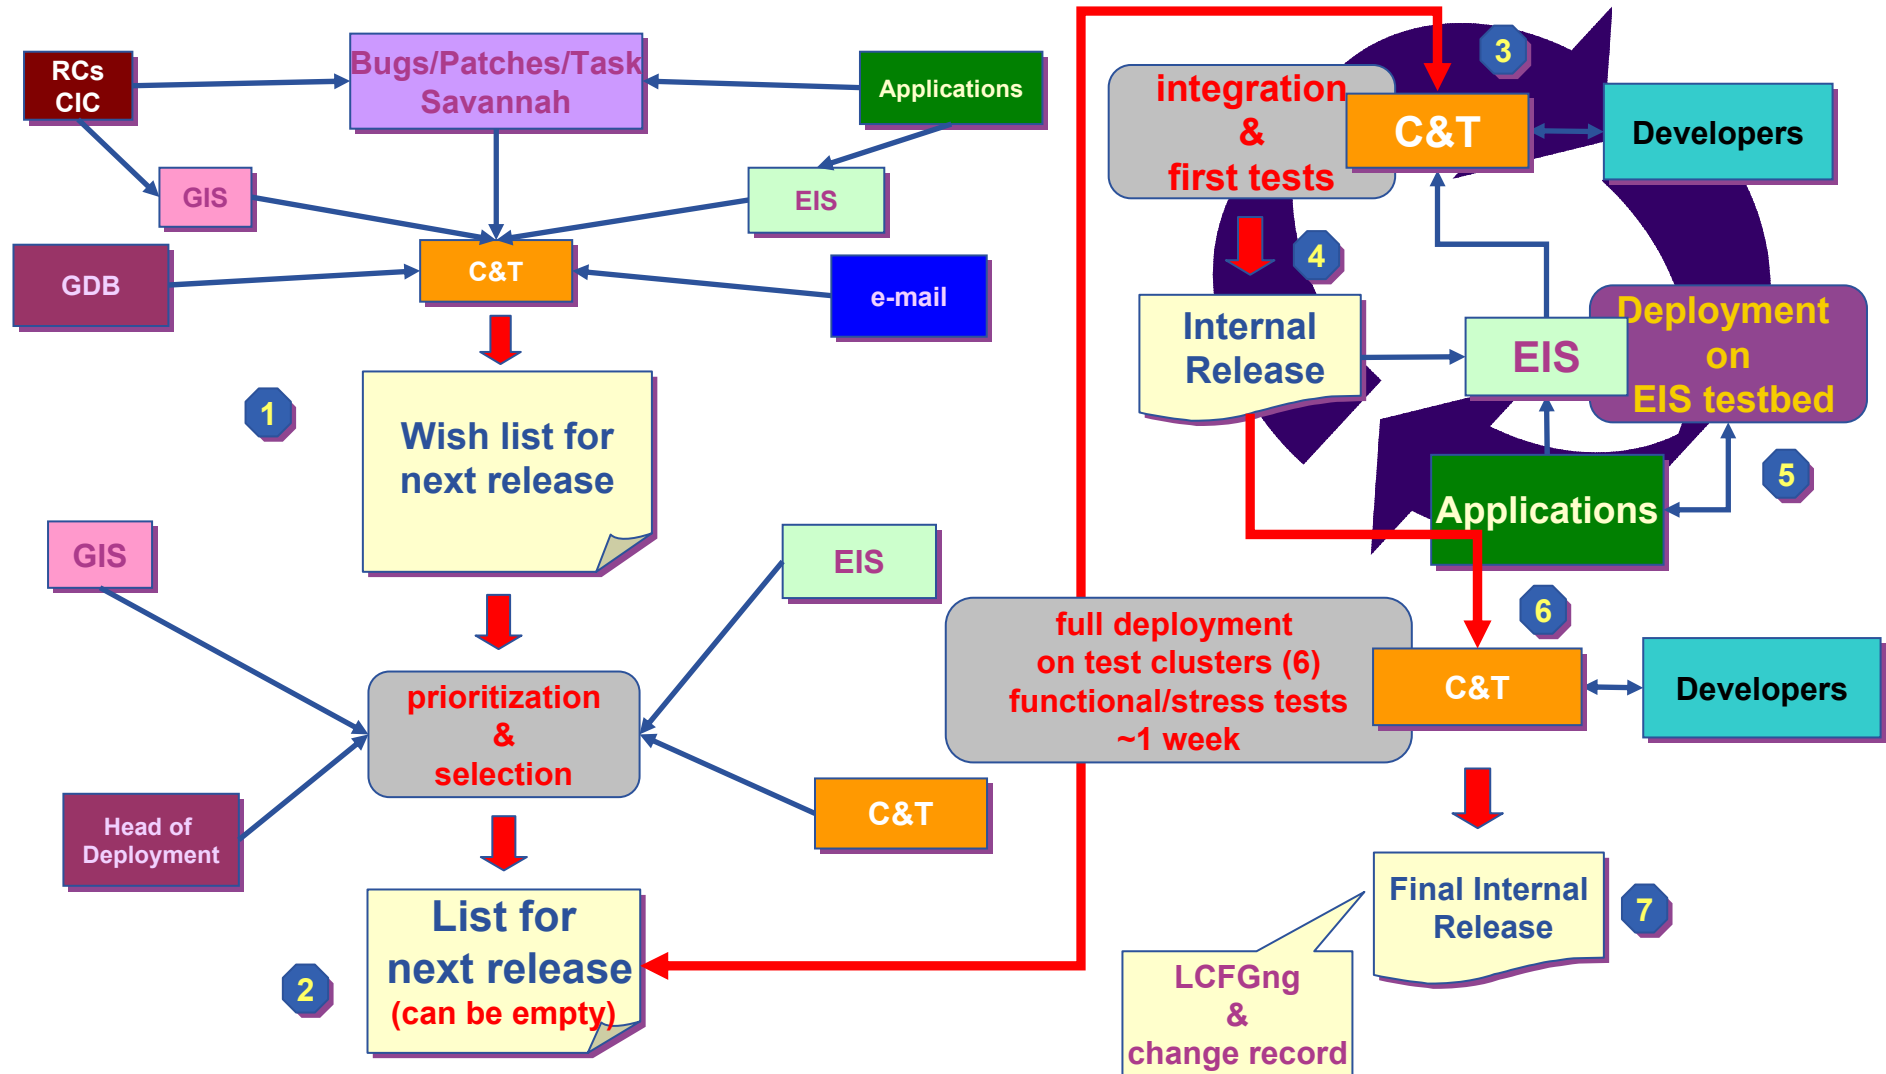 RCs
CIC
Bugs/Patches/Task
Savannah
Applications
GIS
EIS
GDB
C&T
e-mail
1
Wish list for
next release
GIS
EIS
prioritization
&
selection
Head of
Deployment
C&T
List for
next release
(can be empty)
2
3
integration
&
first tests
C&T
Developers
4
Internal
Release
EIS
Deployment
on
EIS testbed
5
Applications
6
full deployment
on test clusters (6)
functional/stress tests
~1 week
C&T
Developers
Final Internal
Release
7
LCFGng
&
change record